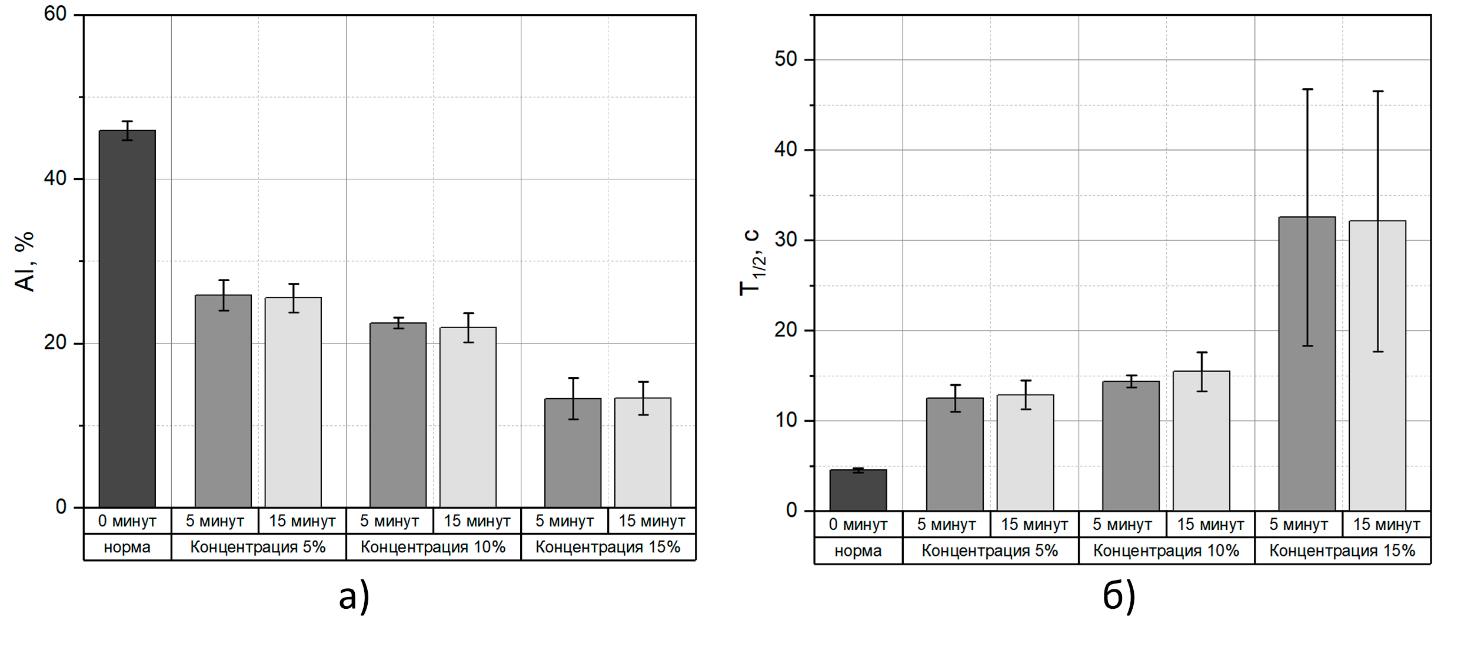 60
40
20
0
AI, %
0 минут 5 минут 15 минут 5 минут 15 минут 5 минут 15 минут
норма Концентрация 5% Концентрация 10% Концентрация 15%
а)
50
40
30
20
10
0
T1/2, с
0 минут 5 минут 15 минут 5 минут 15 минут 5 минут 15 минут
норма Концентрация 5% Концентрация 10% Концентрация 15%
б)